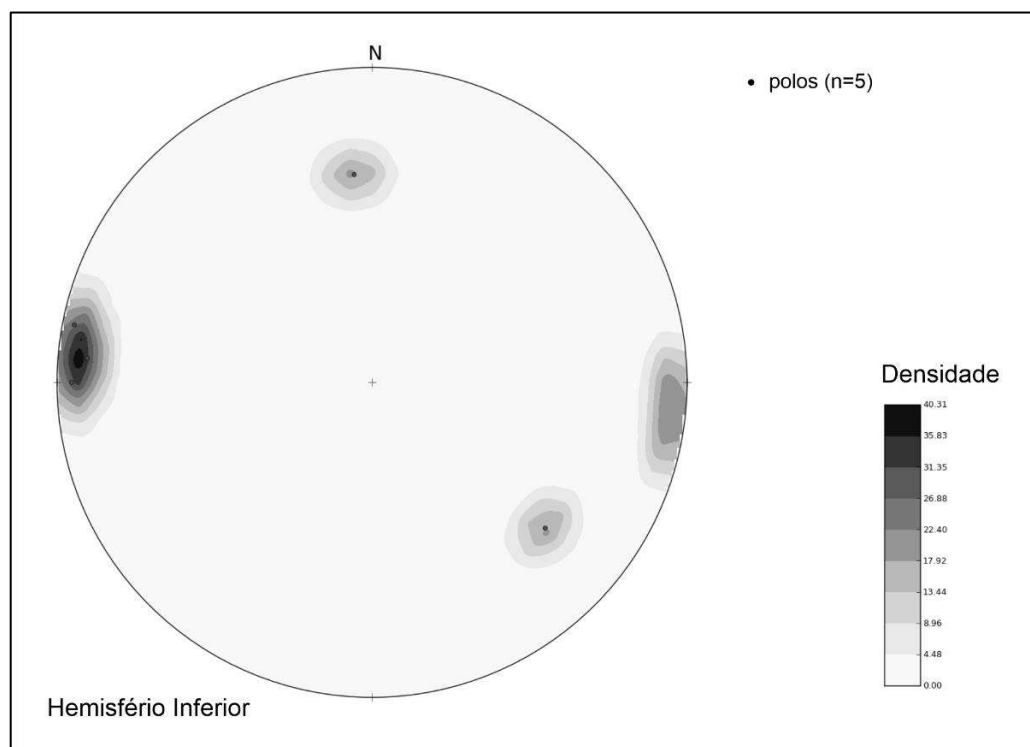 N
• polos (n=5)
Densidade
40.31
35.83
31.35
26.88
22.40
17.92
13.44
8.96
4.48
0.00
Hemisfério Inferior